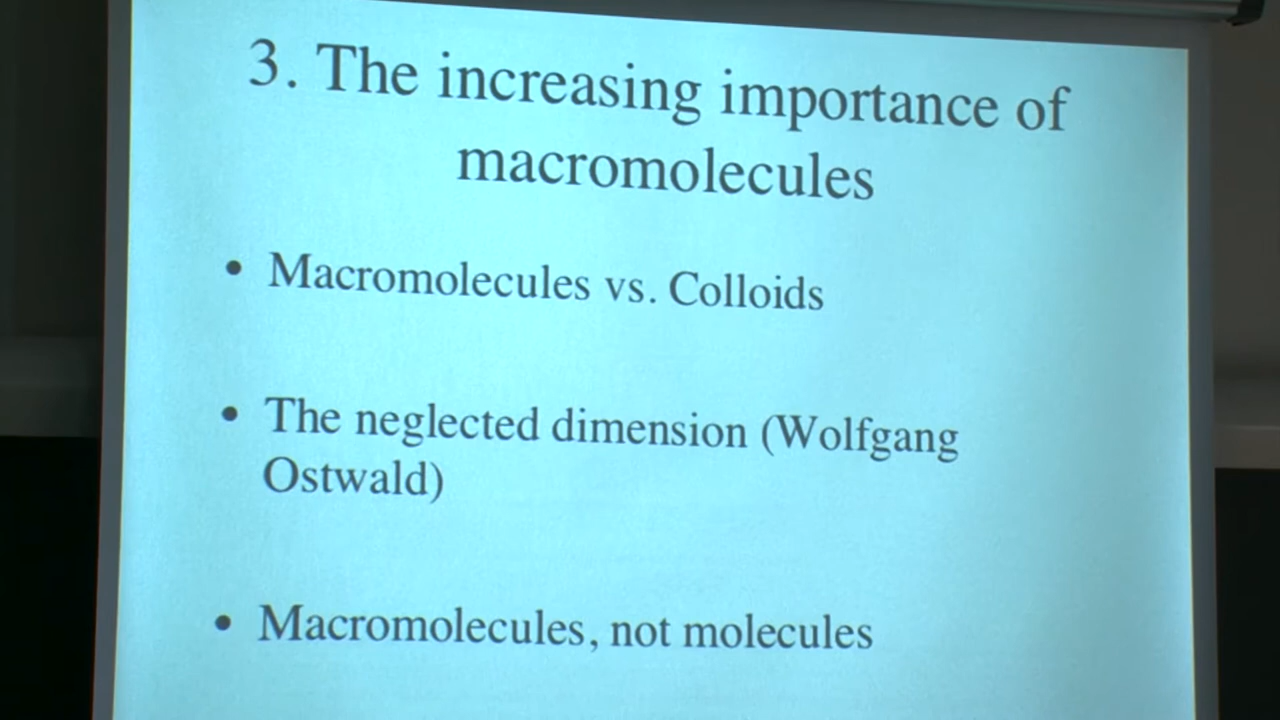 3. The increasing importance of
macromolecules
• Macromolecules vs. Colloids
• The neglected dimension (Wolfgang
Ostwald)
• Macromolecules, not molecules